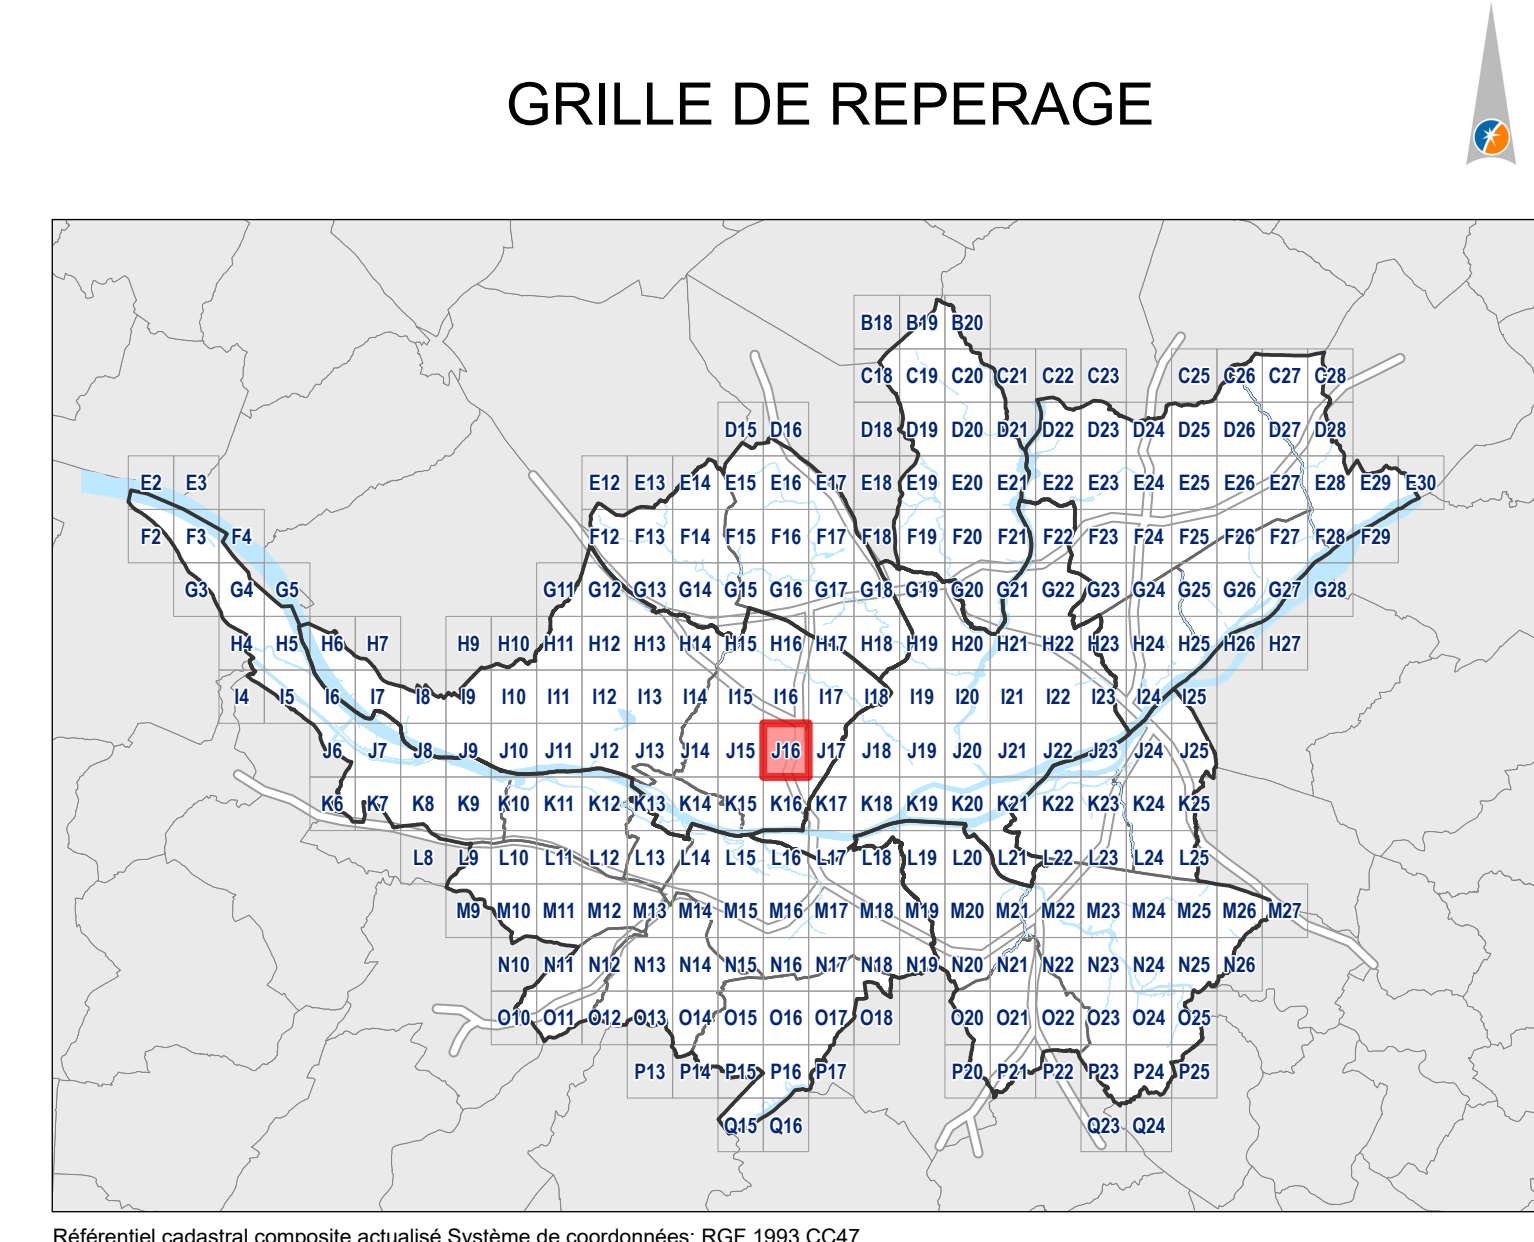 GRILLE DE REPERAGE
B18 B19 B20
C18 C19 C20 C21 C22 C23 C25 C26 C27 C28
D15 D16 D18 D19 D20 D21 D22 D23 D24 D25 D26 D27 D28
E2 E3 E12 E13 E14 E15 E16 E17 E18 E19 E20 E21 E22 E23 E24 E25 E26 E27 E28 E29 E30
F2 F3 F4 F12 F13 F14 F15 F16 F17 F18 F19 F20 F21 F22 F23 F24 F25 F26 F27 F28 F29
G3 G4 G5 G11 G12 G13 G14 G15 G16 G17 G18 G19 G20 G21 G22 G23 G24 G25 G26 G27 G28
H4 H5 H6 H7 H9 H10 H11 H12 H13 H14 H15 H16 H17 H18 H19 H20 H21 H22 H23 H24 H25 H26 H27
I4 I5 I6 I7 I8 I9 I10 I11 I12 I13 I14 I15 I16 I17 I18 I19 I20 I21 I22 I23 I24 I25
J6 J7 J8 J9 J10 J11 J12 J13 J14 J15 J16 J17 J18 J19 J20 J21 J22 J23 J24 J25
K6 K7 K8 K9 K10 K11 K12 K13 K14 K15 K16 K17 K18 K19 K20 K21 K22 K23 K24 K25
L8 L9 L10 L11 L12 L13 L14 L15 L16 L17 L18 L19 L20 L21 L22 L23 L24 L25
M9 M10 M11 M12 M13 M14 M15 M16 M17 M18 M19 M20 M21 M22 M23 M24 M25 M26 M27
N10 N11 N12 N13 N14 N15 N16 N17 N18 N19 N20 N21 N22 N23 N24 N25 N26
O10 O11 O12 O13 O14 O15 O16 O17 O18 O20 O21 O22 O23 O24 O25
P13 P14 P15 P16 P17 P20 P21 P22 P23 P24 P25
Q15 Q16 Q23 Q24
Référentiel cadastral composite actualisé Système de coordonnées: RGF 1993 CC47